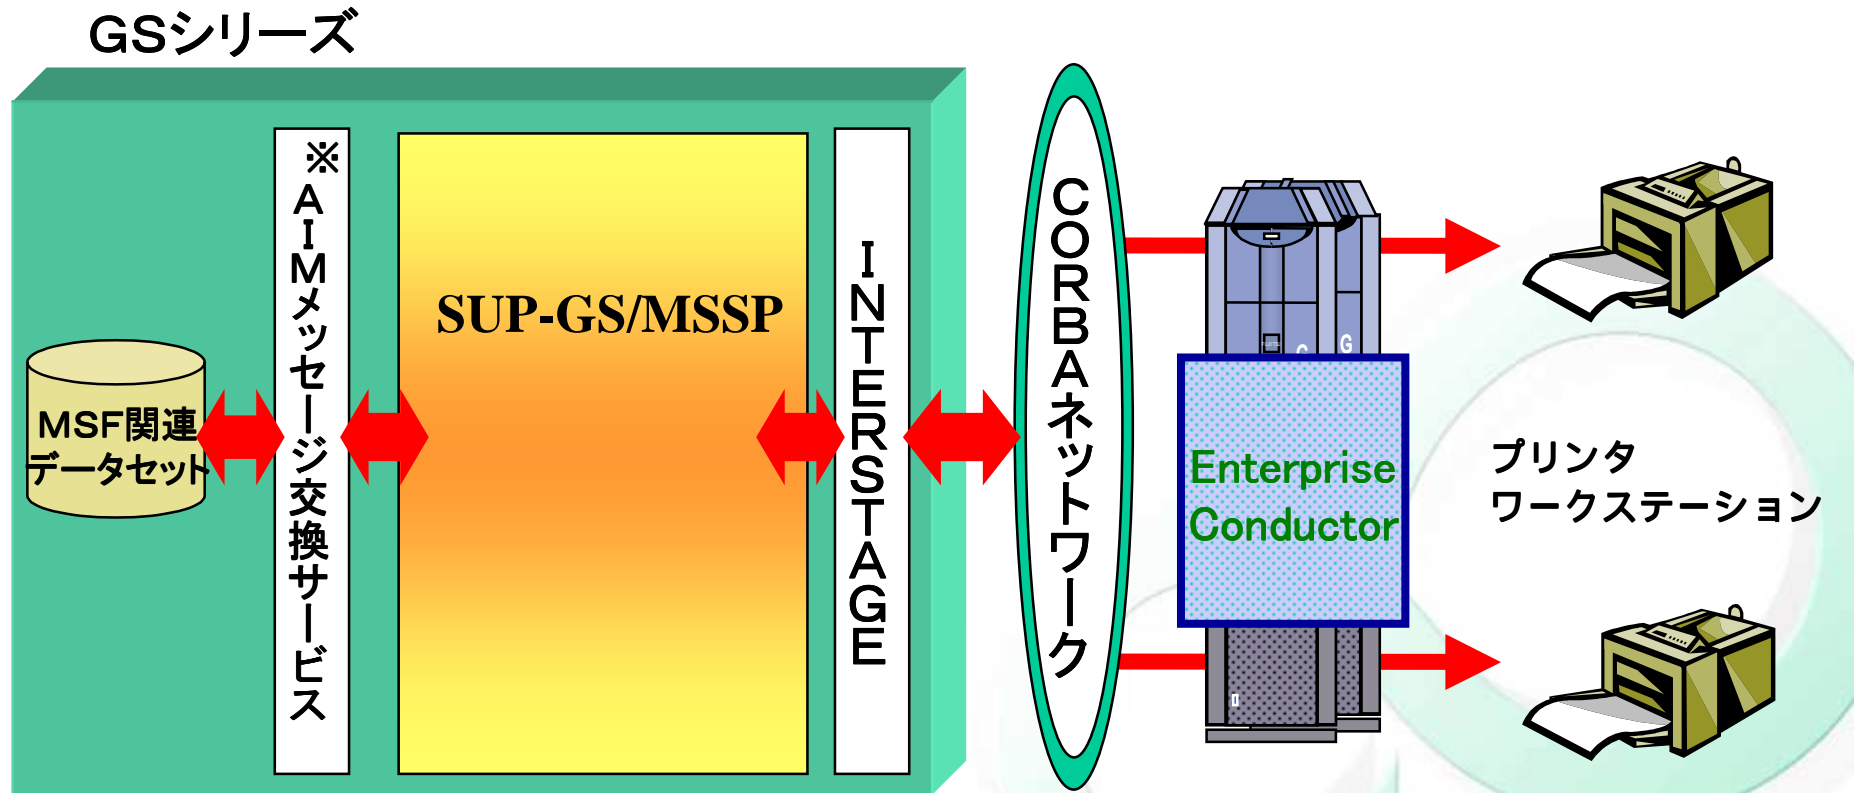 GSシリーズ
※AIMメッセージ交換サービス
SUP-GS/MSSP
INTERSTAGE
MSF関連
データセット
CORBAネットワーク
G
G
Enterprise
Conductor
プリンタ
ワークステーション